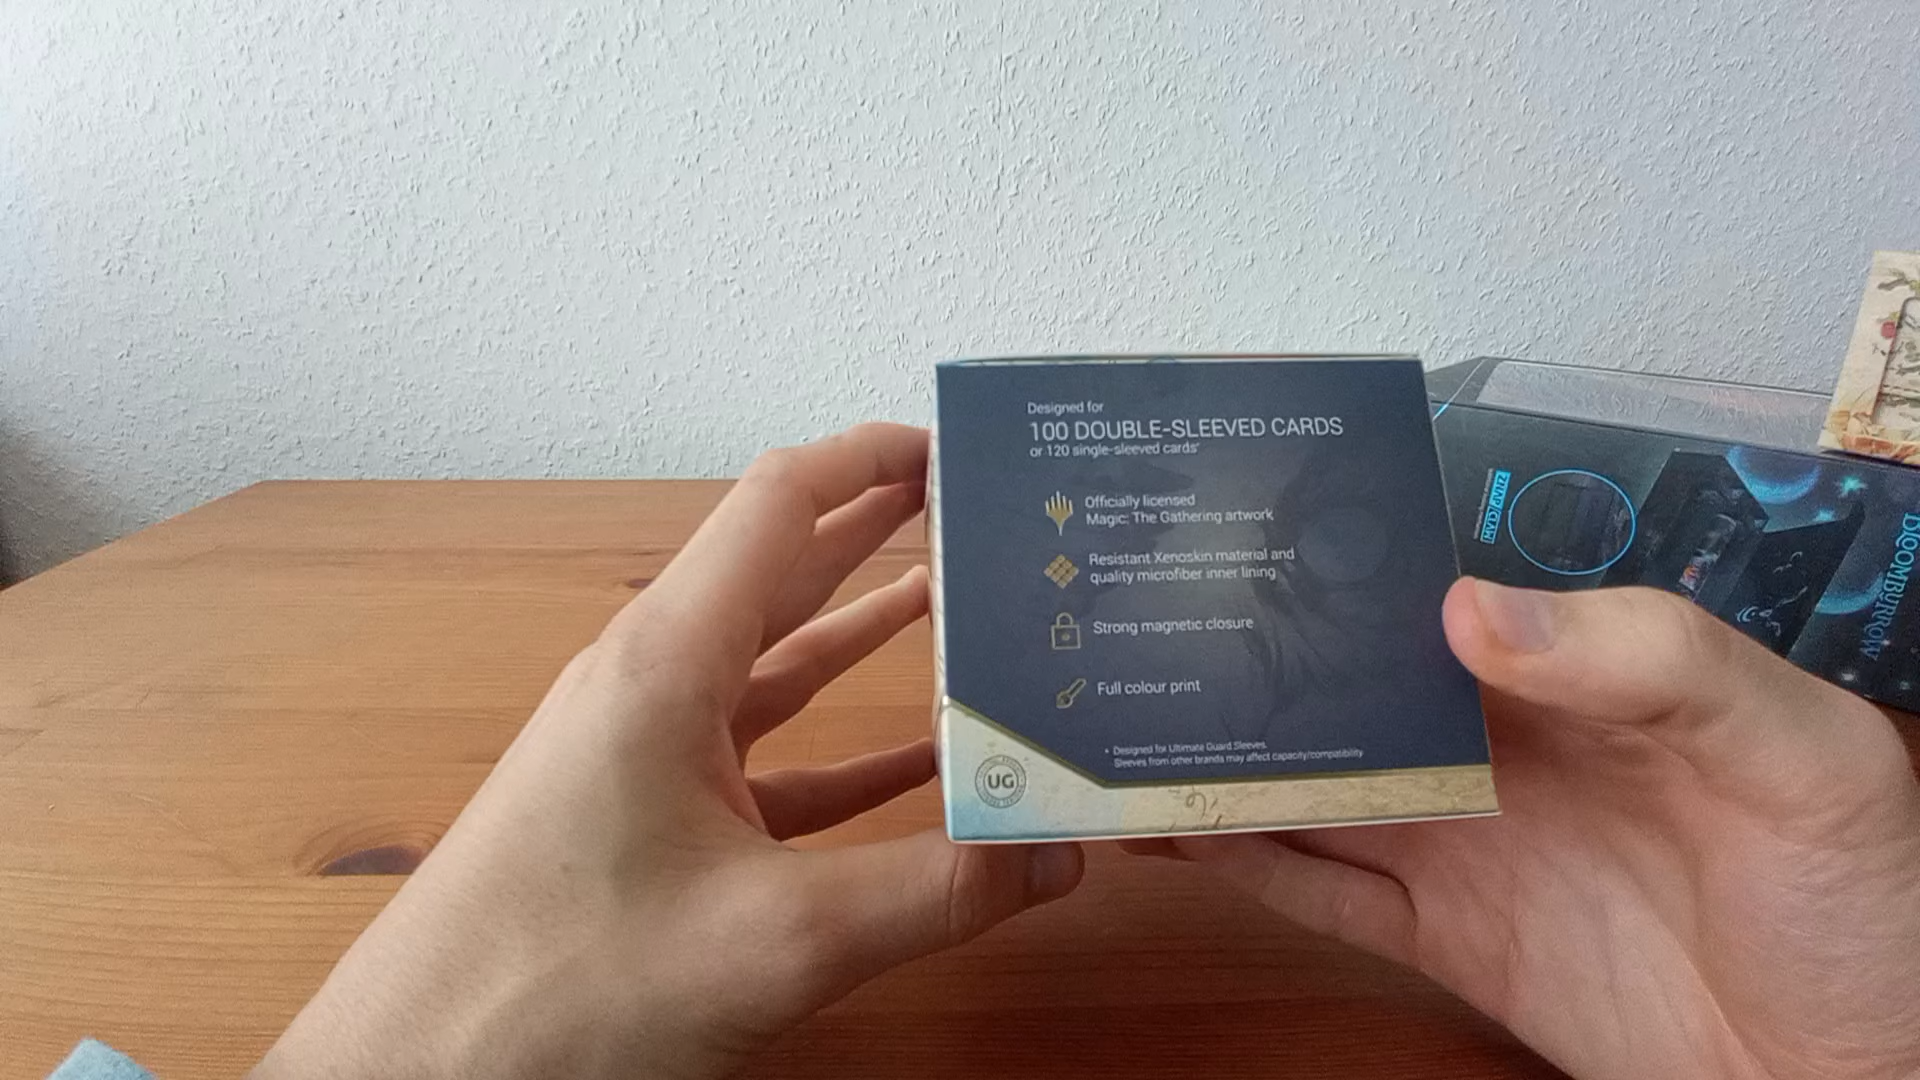 Designed for
100 DOUBLE-SLEEVED CARDS
or 120 single-sleeved cards*
Officially licensed
Magic: The Gathering artwork
Resistant Xenoskin material and
quality microfiber inner lining
Strong magnetic closure
Full colour print
• Designed for Ultimate Guard Sleeves.
Sleeves from other brands may affect capacity/compatibility
UG
BLOOMBURROW